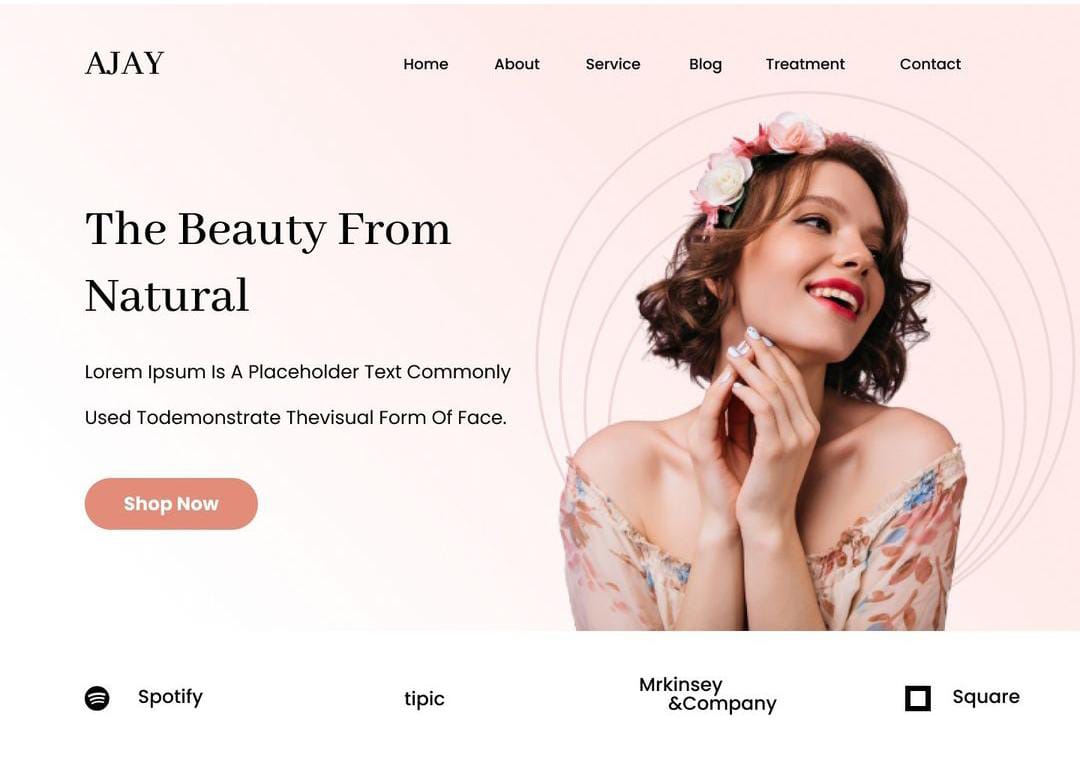 AJAY
Home About Service Blog Treatment Contact
The Beauty From
Natural
Lorem Ipsum Is A Placeholder Text Commonly
Used Todemonstrate Thevisual Form Of Face.
Shop Now
Spotify
tipic
Mrkinsey
&Company
Square